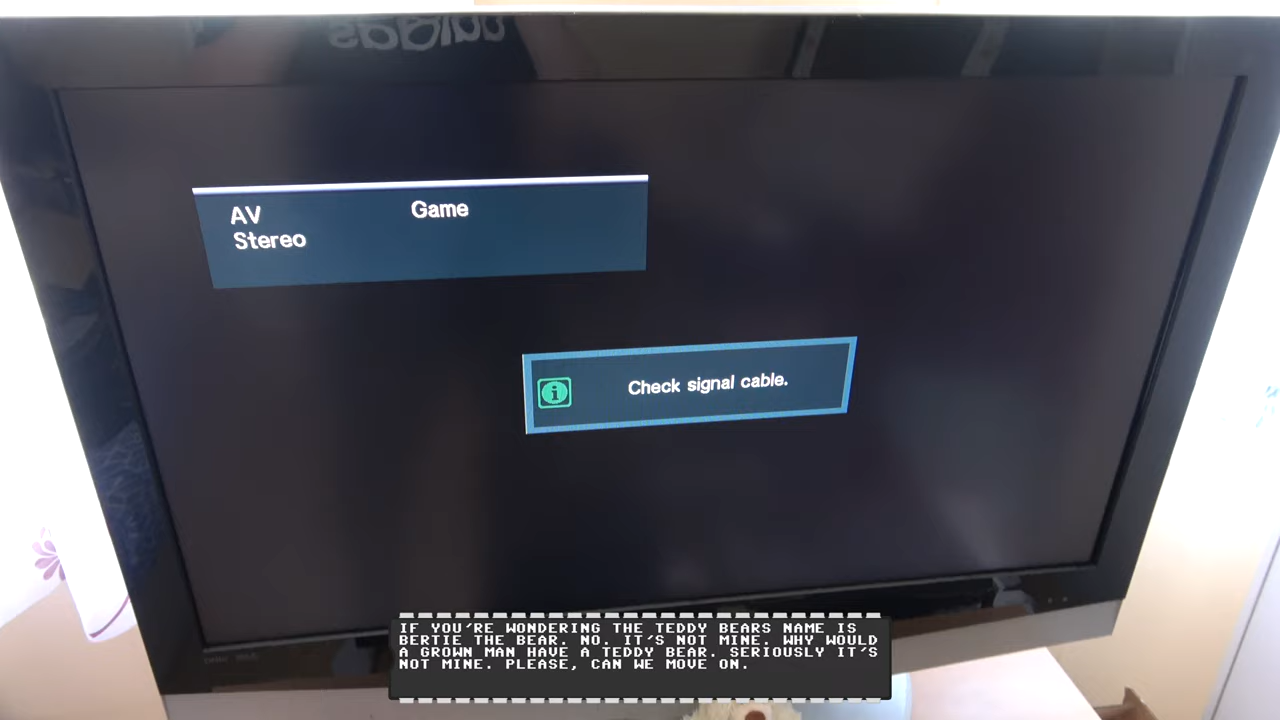 adidas
AV Game
Stereo
Check signal cable.
IF YOU'RE WONDERING THE TEDDY BEARS NAME IS
BERTIE THE BEAR. NO. IT'S NOT MINE. WHY WOULD
A GROWN MAN HAVE A TEDDY BEAR. SERIOUSLY IT'S
NOT MINE. PLEASE, CAN WE MOVE ON.